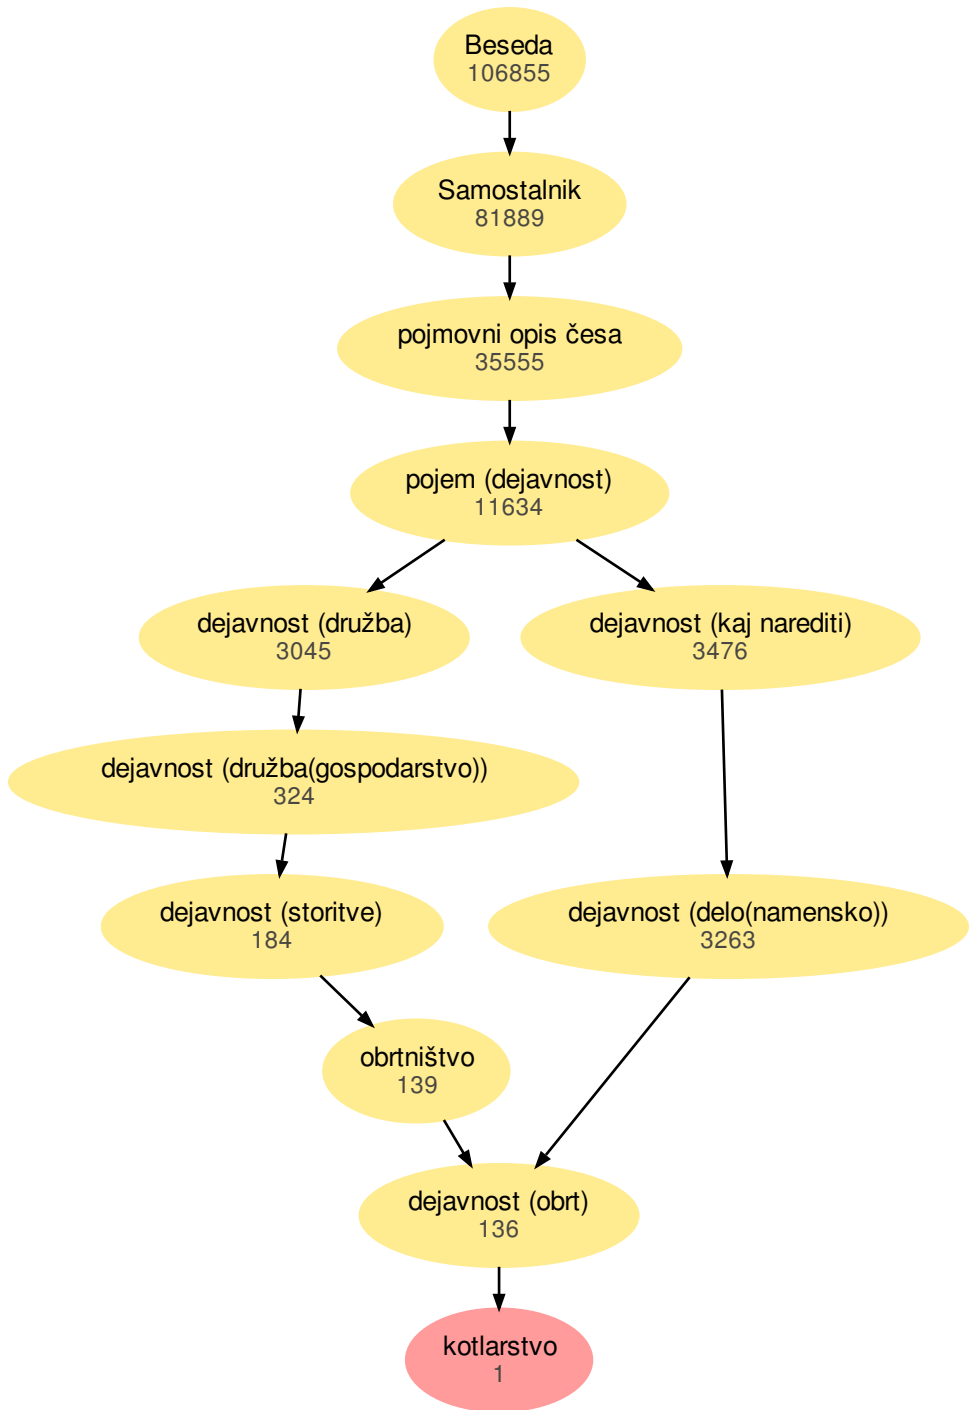 Beseda
106855
Samostalnik
81889
pojmovni opis česa
35555
pojem (dejavnost)
11634
dejavnost (družba)
3045
dejavnost (kaj narediti)
3476
dejavnost (družba(gospodarstvo))
324
dejavnost (storitve)
184
dejavnost (delo(namensko))
3263
obrtništvo
139
dejavnost (obrt)
136
kotlarstvo
1